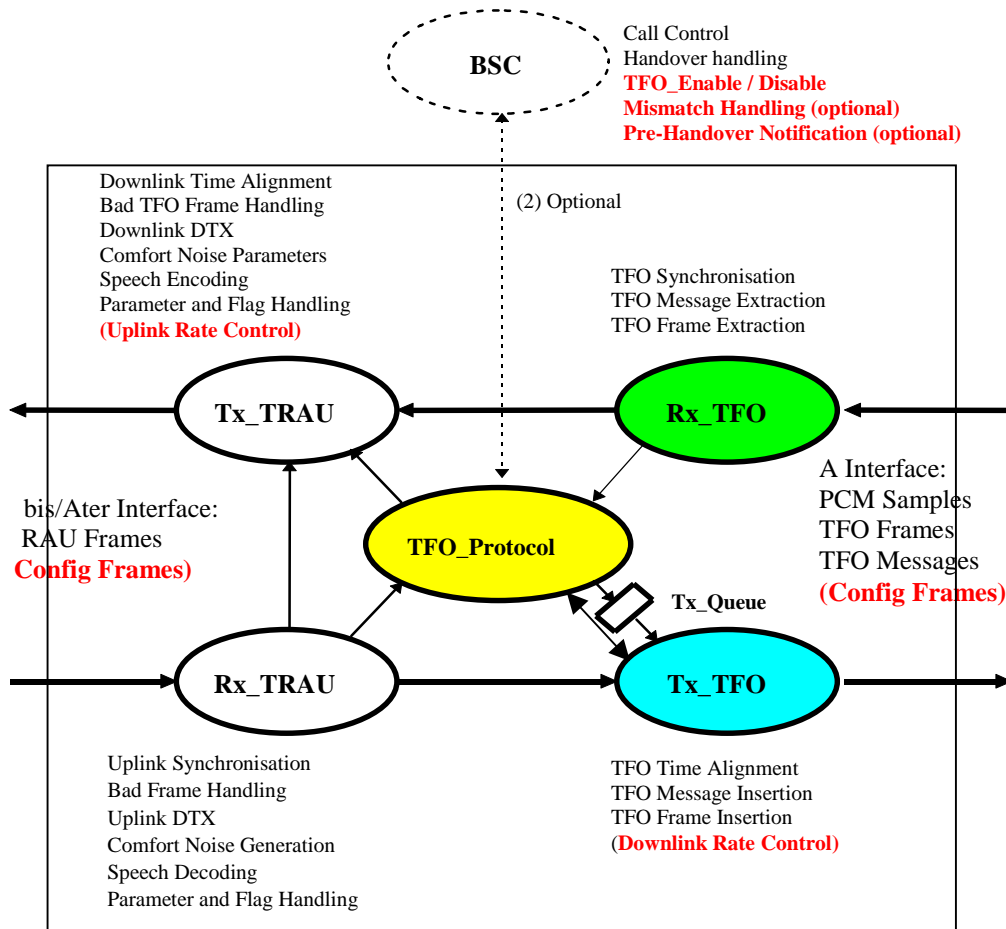 BSC
Call Control
Handover handling
TFO_Enable / Disable
Mismatch Handling (optional)
Pre-Handover Notification (optional)
Downlink Time Alignment
Bad TFO Frame Handling
Downlink DTX
Comfort Noise Parameters
Speech Encoding
Parameter and Flag Handling
(Uplink Rate Control)
(2) Optional
TFO Synchronisation
TFO Message Extraction
TFO Frame Extraction
Tx_TRAU
Rx_TFO
bis/Ater Interface:
RAU Frames
Config Frames)
TFO_Protocol
A Interface:
PCM Samples
TFO Frames
TFO Messages
(Config Frames)
Tx_Queue
Rx_TRAU
Tx_TFO
Uplink Synchronisation
Bad Frame Handling
Uplink DTX
Comfort Noise Generation
Speech Decoding
Parameter and Flag Handling
TFO Time Alignment
TFO Message Insertion
TFO Frame Insertion
(Downlink Rate Control)